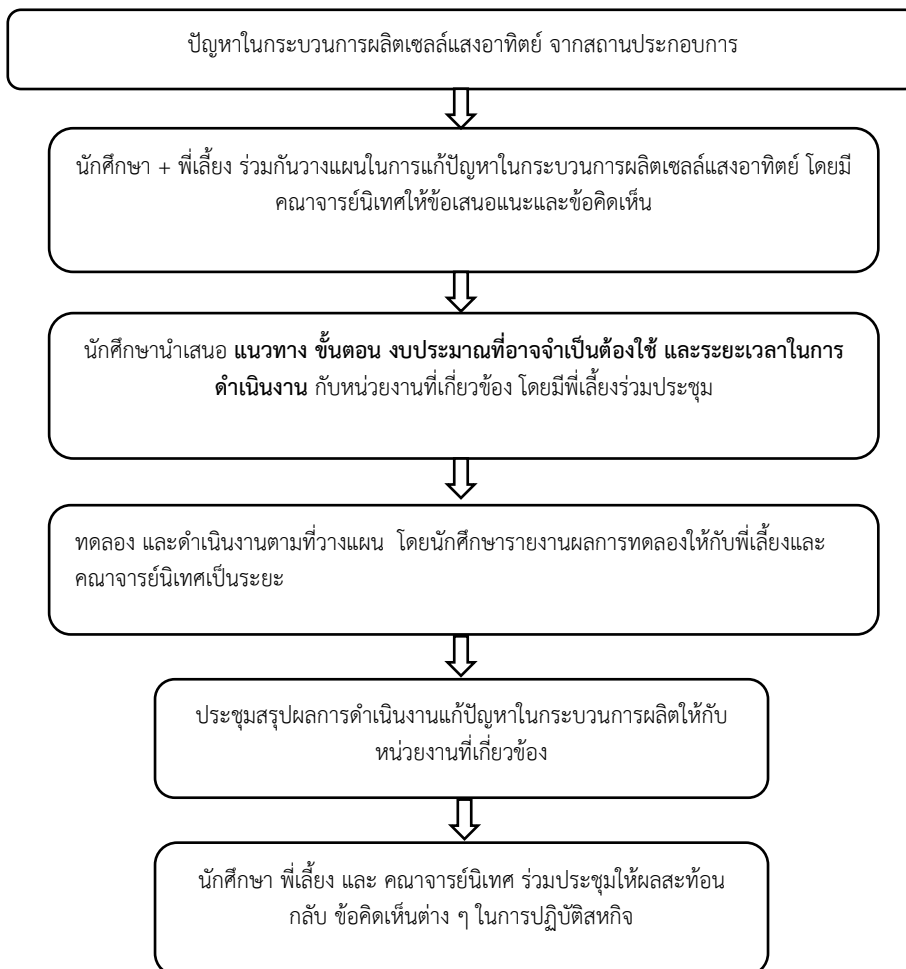 ปัญหาในกระบวนการผลิตเซลล์แสงอาทิตย์ จากสถานประกอบการ
นักศึกษา + พี่เลี้ยง ร่วมกันวางแผนในการแก้ปัญหาในกระบวนการผลิตเซลล์แสงอาทิตย์ โดยมี
คณาจารย์นิเทศให้ข้อเสนอแนะและข้อคิดเห็น
นักศึกษานำเสนอ แนวทาง ขั้นตอน งบประมาณที่อาจจำเป็นต้องใช้ และระยะเวลาในการ
ดำเนินงาน กับหน่วยงานที่เกี่ยวข้อง โดยมีพี่เลี้ยงร่วมประชุม
ทดลอง และดำเนินงานตามที่วางแผน โดยนักศึกษารายงานผลการทดลองให้กับพี่เลี้ยงและ
คณาจารย์นิเทศเป็นระยะ
ประชุมสรุปผลการดำเนินงานแก้ปัญหาในกระบวนการผลิตให้กับ
หน่วยงานที่เกี่ยวข้อง
นักศึกษา พี่เลี้ยง และ คณาจารย์นิเทศ ร่วมประชุมให้ผลสะท้อน
กลับ ข้อคิดเห็นต่าง ๆ ในการปฏิบัติสหกิจ